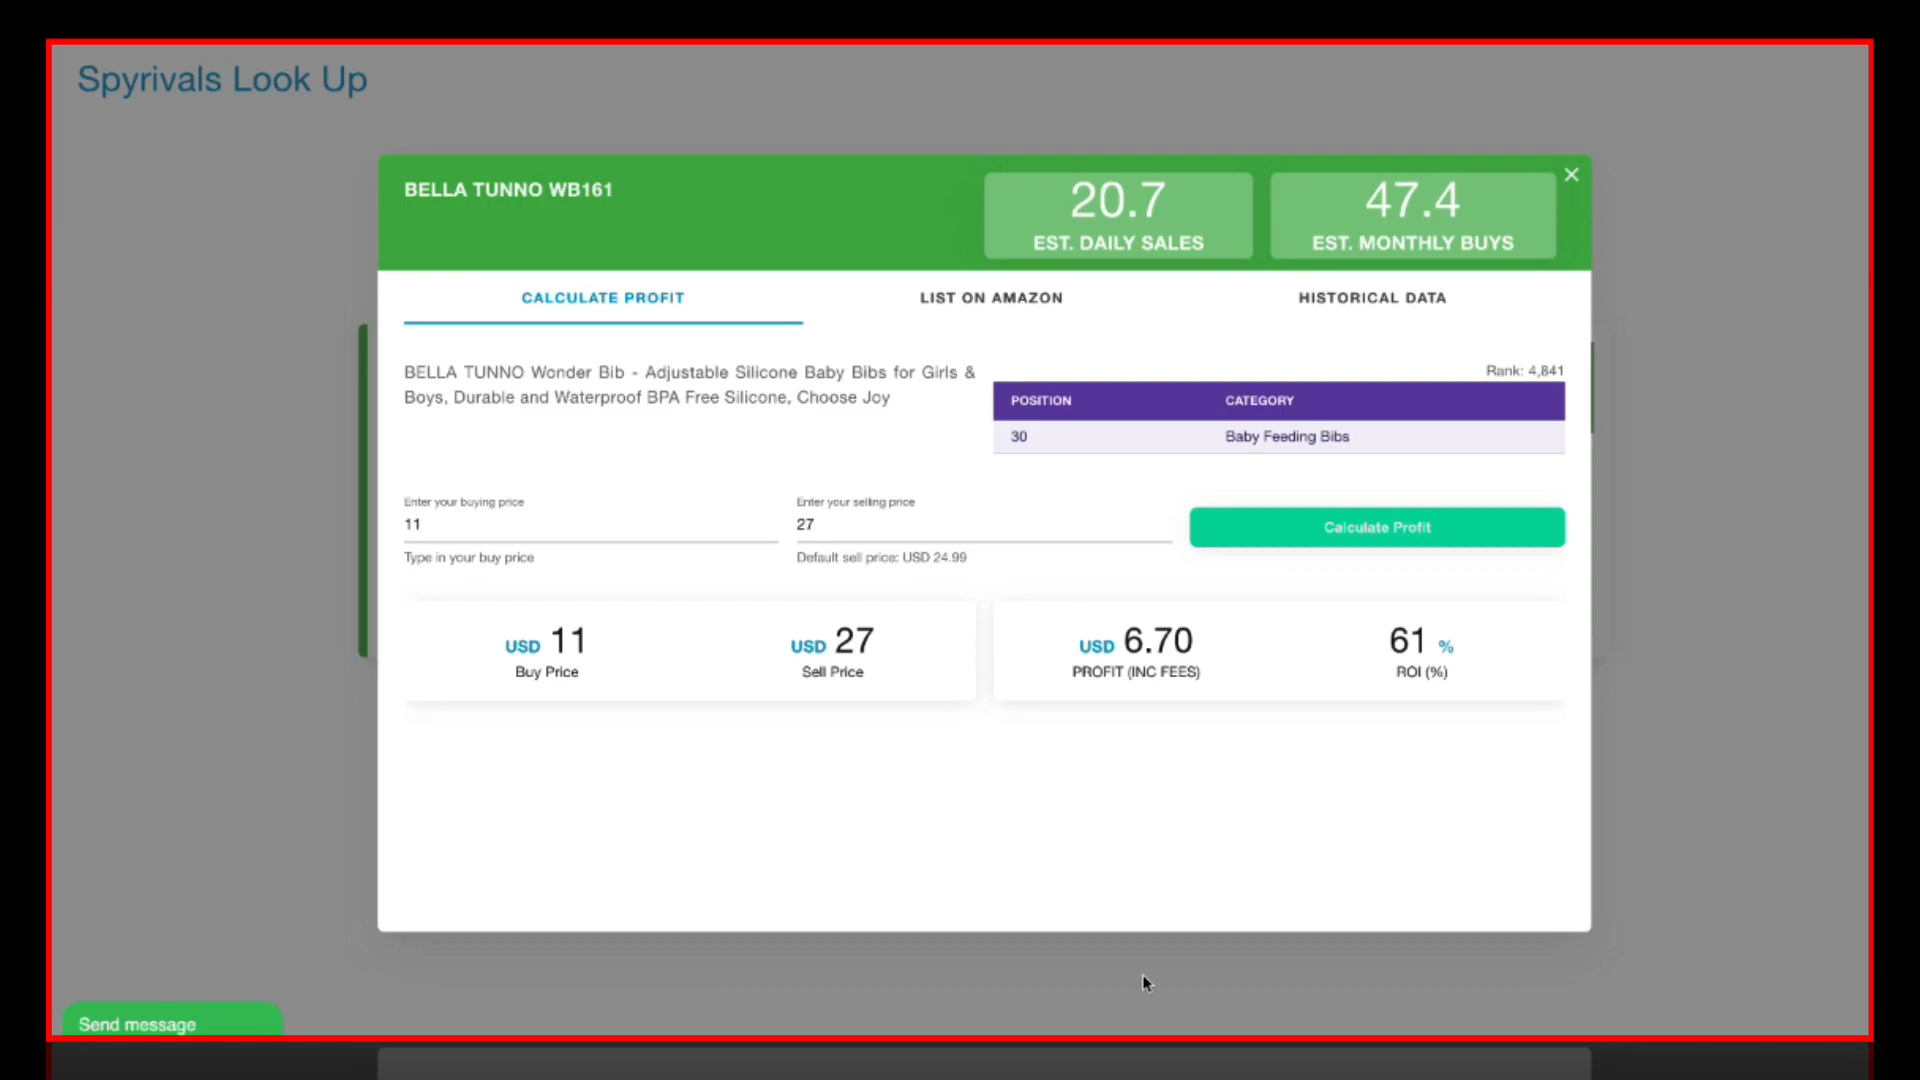 Spyrivals Look Up
BELLA TUNNO WB161
20.7
EST. DAILY SALES
47.4
EST. MONTHLY BUYS
CALCULATE PROFIT
LIST ON AMAZON
HISTORICAL DATA
BELLA TUNNO Wonder Bib - Adjustable Silicone Baby Bibs for Girls &
Boys, Durable and Waterproof BPA Free Silicone, Choose Joy
Rank: 4,841
POSITION CATEGORY
30 Baby Feeding Bibs
Enter your buying price
11
Type in your buy price
Enter your selling price
27
Default sell price: USD 24.99
Calculate Profit
USD 11
Buy Price
USD 27
Sell Price
USD 6.70
PROFIT (INC FEES)
61 %
ROI (%)
Send message